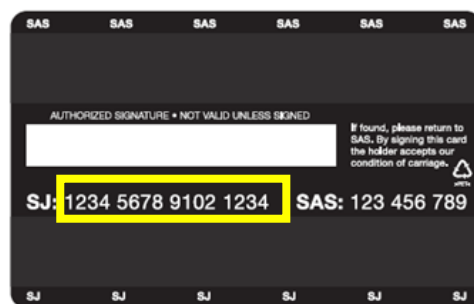 SAS SAS SAS SAS SAS SAS
AUTHORIZED SIGNATURE • NOT VALID UNLESS SIGNED
If found, please return to
SAS. By signing this card
the holder accepts our
condition of carriage.
SJ: 1234 5678 9102 1234 SAS: 123 456 789
SJ SJ SJ SJ SJ SJ